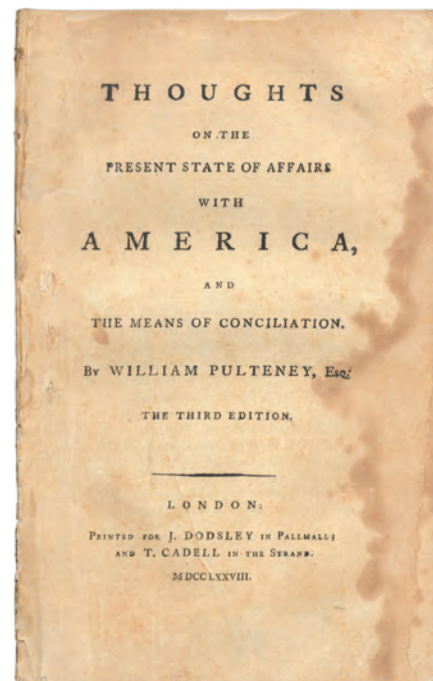 THOUGHTS
ON THE
PRESENT STATE OF AFFAIRS
WITH
AMERICA,
AND
THE MEANS OF CONCILIATION.
By WILLIAM PULTENEY, Esq;
THE THIRD EDITION.
LONDON:
PRINTED FOR J. DODSLEY IN PALLMALL;
AND T. CADELL IN THE STRAND.
MDCCLXXVIII.